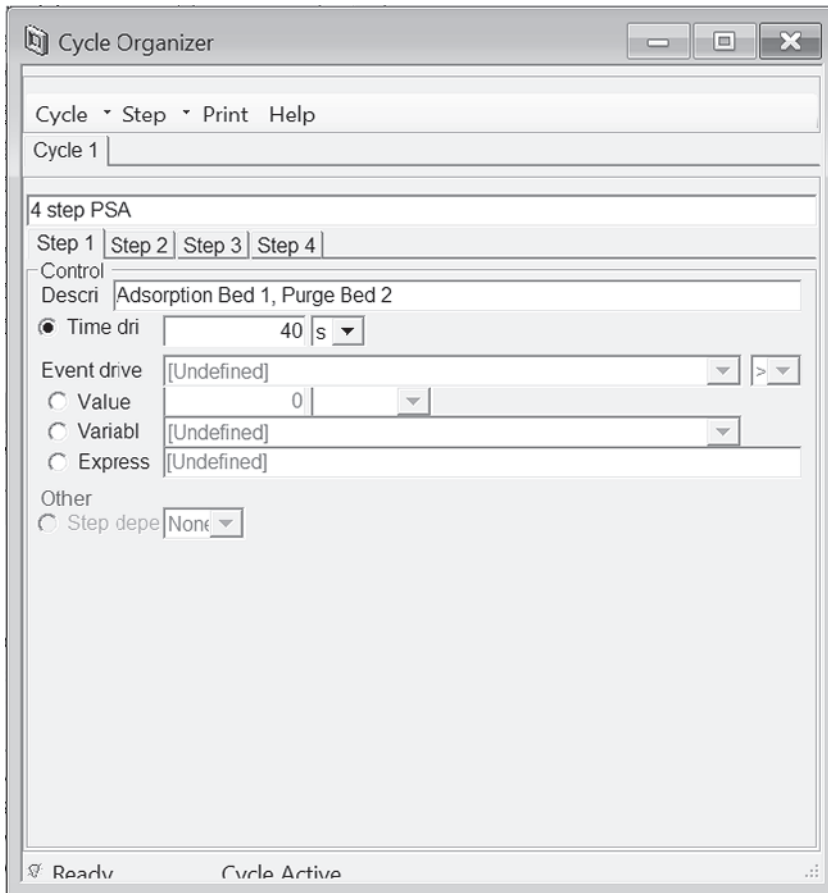 Cycle Organizer
Cycle Step Print Help
Cycle 1
4 step PSA
Step 1 Step 2 Step 3 Step 4
Control
Descri Adsorption Bed 1, Purge Bed 2
Time dri 40 s
Event drive [Undefined] >
Value 0
Variabl [Undefined]
Express [Undefined]
Other
Step depe None
Ready Cycle Active